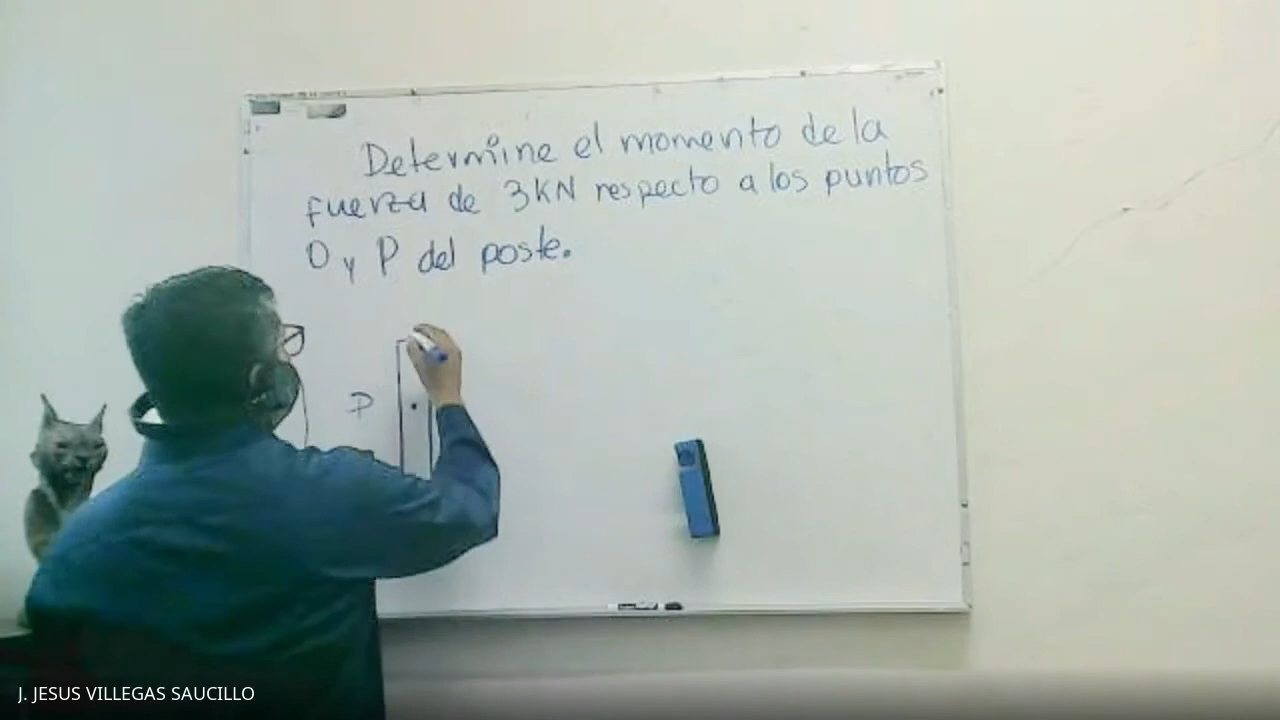 Determine el momento de la
fuerza de 3KN respecto a los puntos
O y P del poste.
P
J. JESUS VILLEGAS SAUCILLO